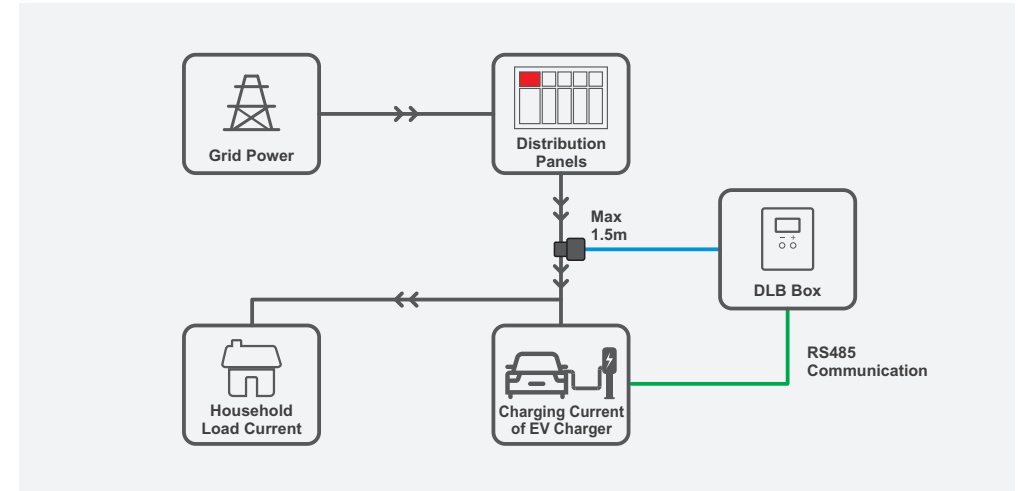 Grid Power
Distribution
Panels
Max
1.5m
DLB Box
Household
Load Current
Charging Current
of EV Charger
RS485
Communication